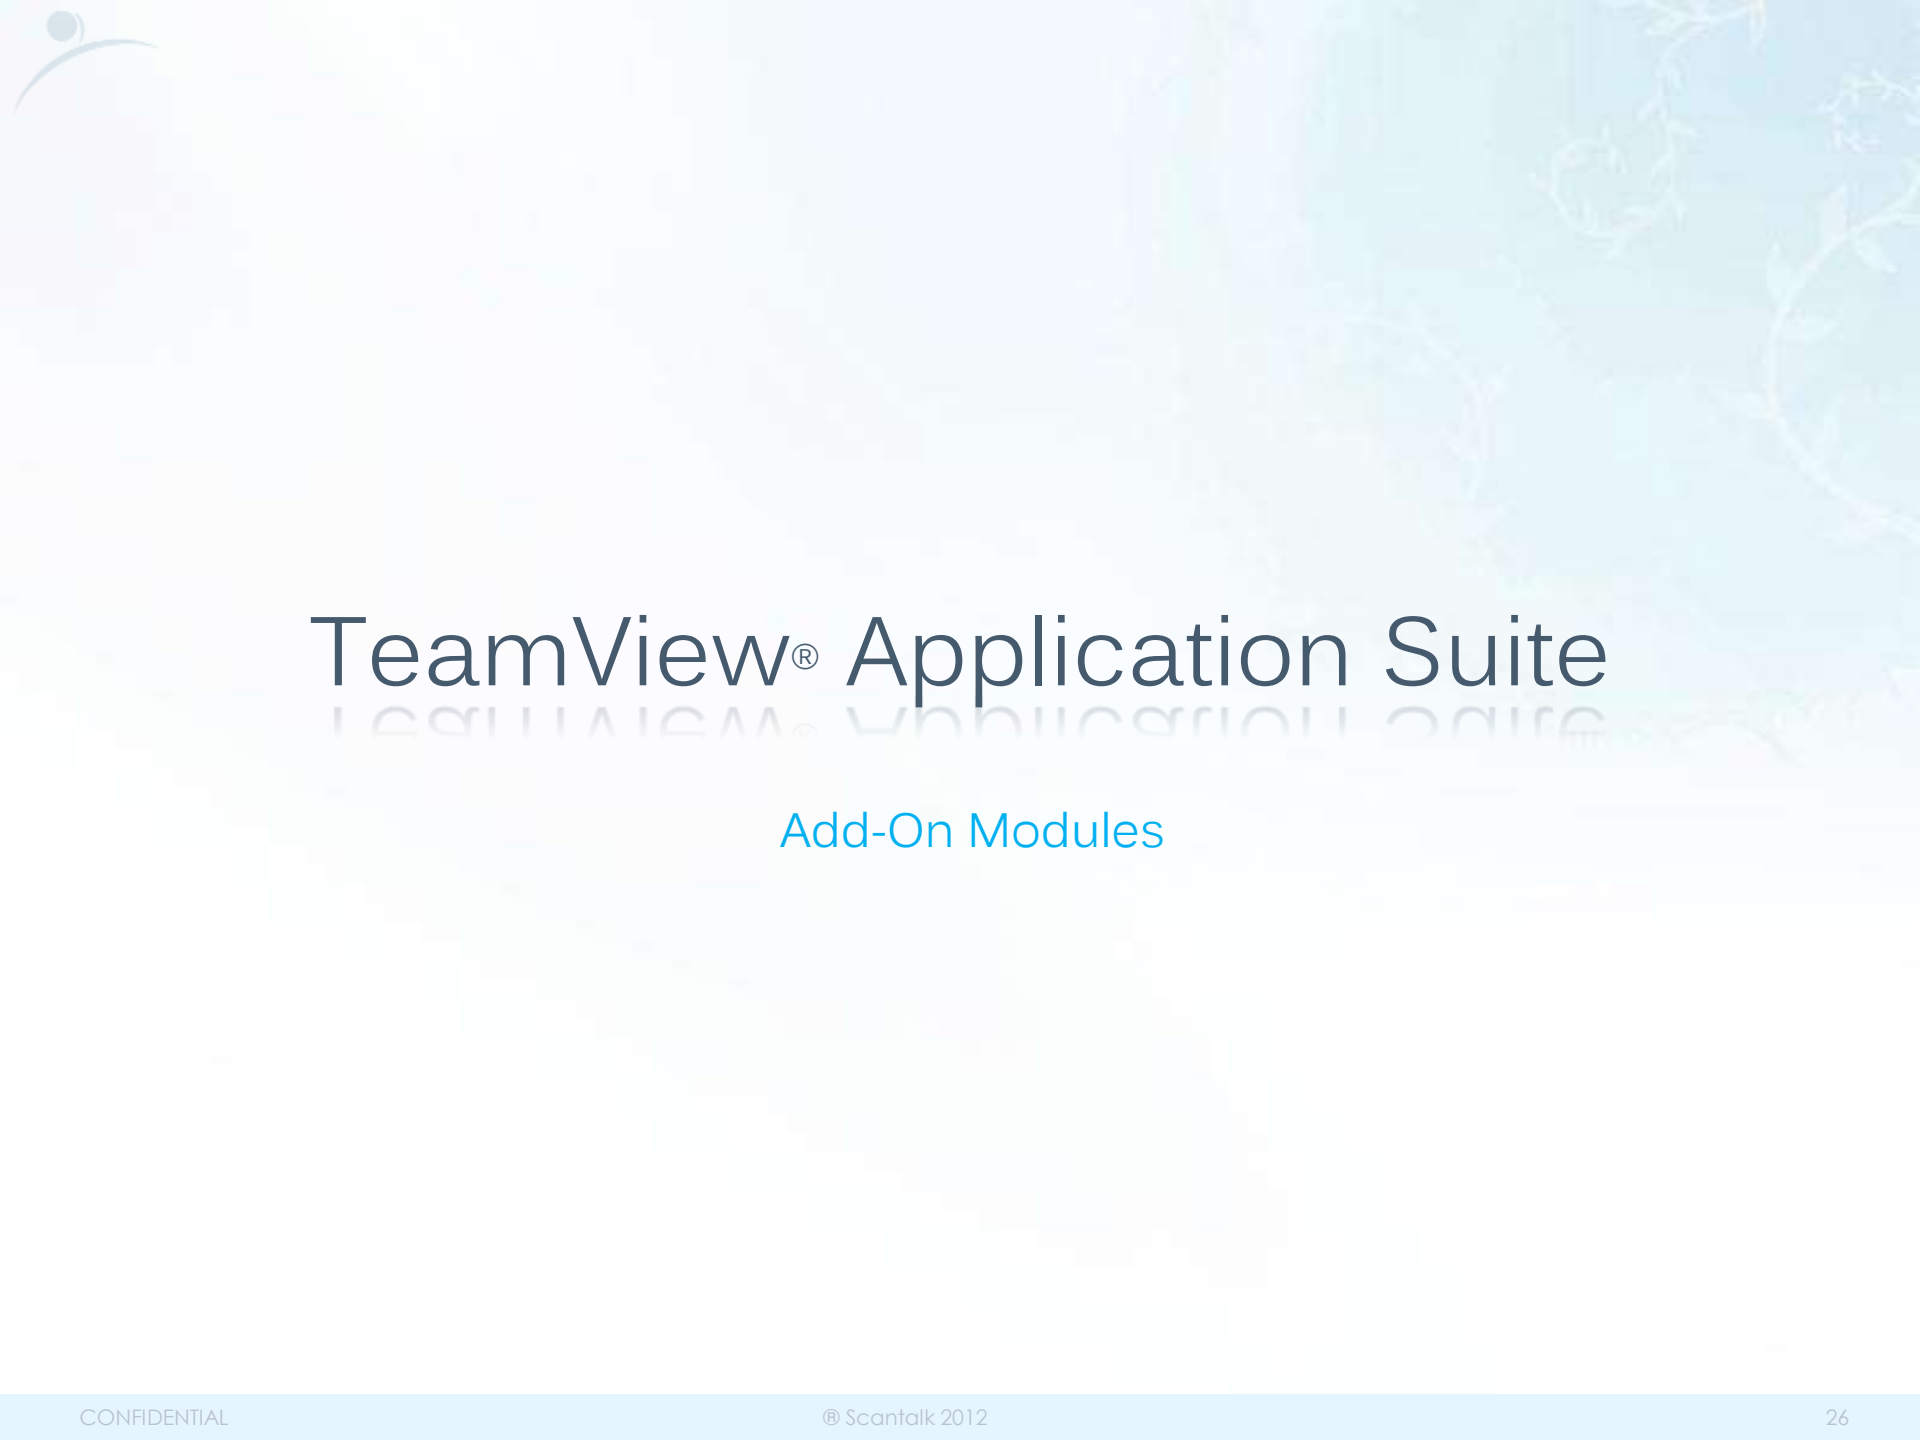 TeamView® Application Suite
Add-On Modules
CONFIDENTIAL
® Scantalk 2012
26